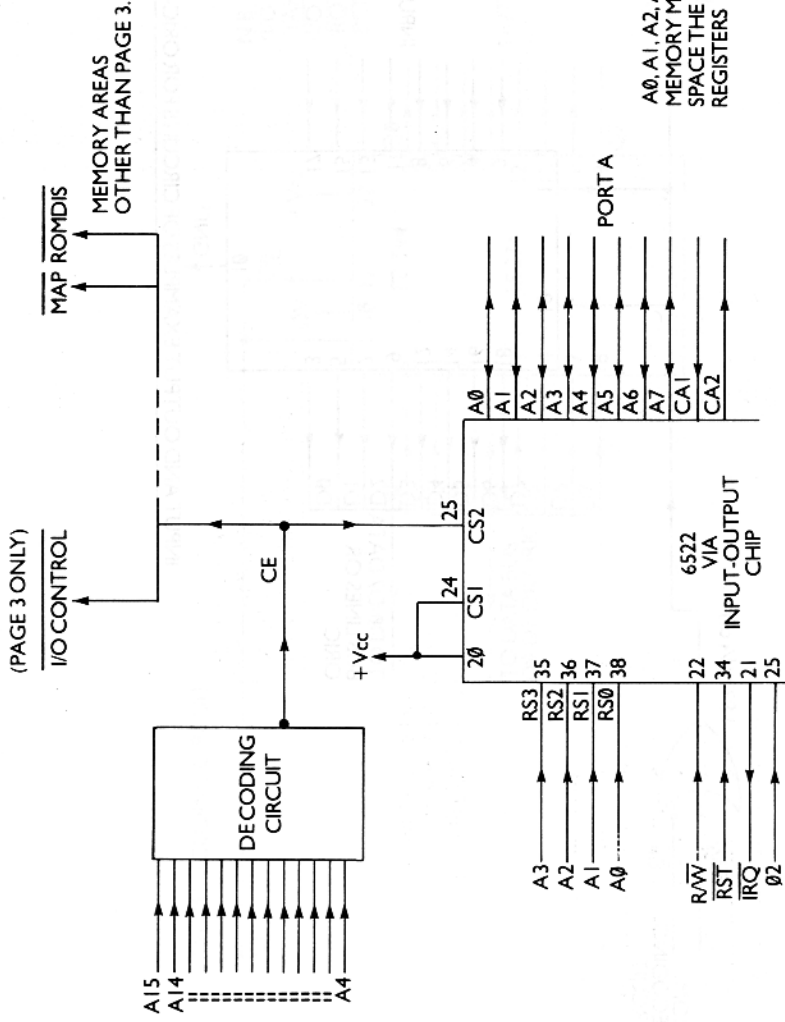 (PAGE 3 ONLY)
I/O CONTROL
MAP ROMDIS
MEMORY AREAS
OTHER THAN PAGE 3.
A15
A14
A4
DECODING
CIRCUIT
CE
+Vcc
20
24
CS1
25
CS2
A3
A2
A1
A0
RS3 35
RS2 36
RS1 37
RS0 38
R/W 22
RST 34
IRQ 21
02 25
6522
VIA
INPUT-OUTPUT
CHIP
A0
A1
A2
A3
A4
A5
A6
A7
CA1
CA2
PORT A
A0, A1, A2,
MEMORY M
SPACE THE
REGISTERS